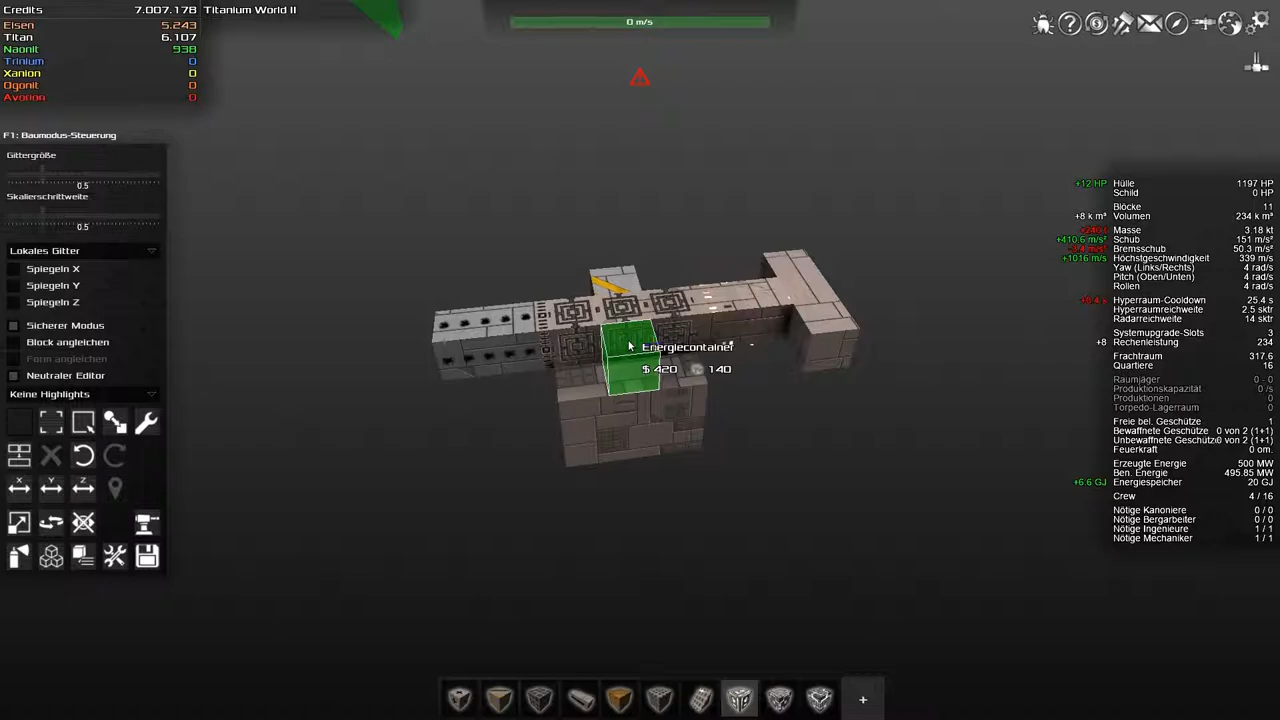 Credits 7.007.178 Titanium World II
Eisen 5.243
Titan 6.107
Naonit 938
Trinium 0
Xanion 0
Ogonit 0
Avorion 0
0 m/s
F1: Baumodus-Steuerung
Gittergröße
0.5
Skalierschrittweite
0.5
Lokales Gitter
Spiegeln X
Spiegeln Y
Spiegeln Z
Sicherer Modus
Block angleichen
Form angleichen
Neutraler Editor
Keine Highlights
X Y Z
Energiecontainer
$ 420 140
+12 HP Hülle 1197 HP
Schild 0 HP
Blöcke 11
+8 k m³ Volumen 234 k m³
+240 t Masse 3.18 kt
+410.6 m/s² Schub 151 m/s²
Bremsschub 50.3 m/s²
+1016 m/s Höchstgeschwindigkeit 339 m/s
Yaw (Links/Rechts) 4 rad/s
Pitch (Oben/Unten) 4 rad/s
Rollen 4 rad/s
Hyperraum-Cooldown 25.4 s
Hyperraumreichweite 2.5 sktr
Radarreichweite 14 sktr
Systemupgrade-Slots 3
+8 Rechenleistung 234
Frachtraum 317.6
Quartiere 16
Raumjäger 0 - 0
Produktionskapazität 0
Produktionen 0
Torpedo-Lagerraum 0
Freie bel. Geschütze 1
Bewaffnete Geschütze 0 von 2 (1+1)
Unbewaffnete Geschütze 0 von 2 (1+1)
Feuerkraft 0 om.
Erzeugte Energie 500 MW
Ben. Energie 495.85 MW
+6.6 GJ Energiespeicher 20 GJ
Crew 4 / 16
Nötige Kanoniere 0 / 0
Nötige Bergarbeiter 0 / 0
Nötige Ingenieure 1 / 1
Nötige Mechaniker 1 / 1
+